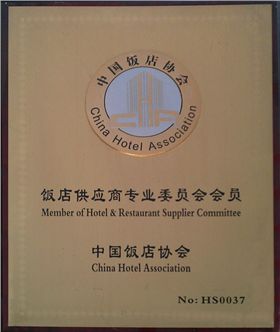 中国饭店协会
CHA
China Hotel Association
饭店供应商专业委员会会员
Member of Hotel & Restaurant Supplier Committee
中国饭店协会
China Hotel Association
No: HS0037